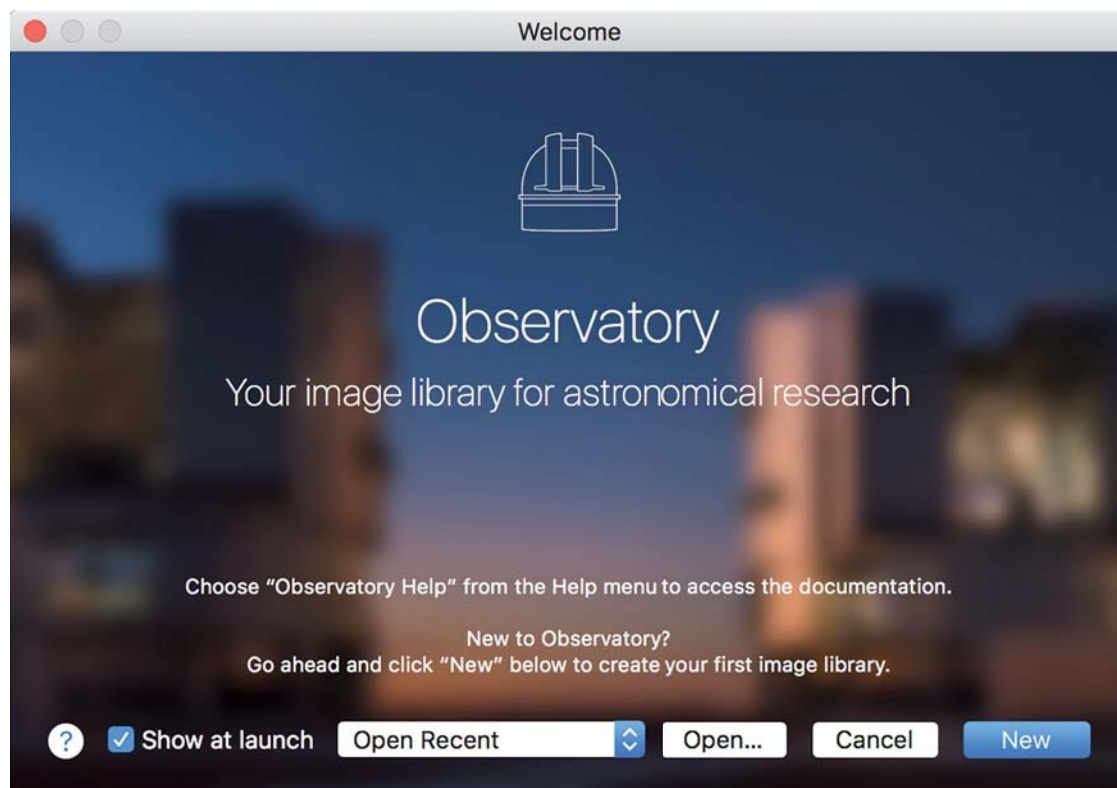 Welcome
Observatory
Your image library for astronomical research
Choose “Observatory Help” from the Help menu to access the documentation.
New to Observatory?
Go ahead and click “New” below to create your first image library.
? Show at launch Open Recent Open... Cancel New